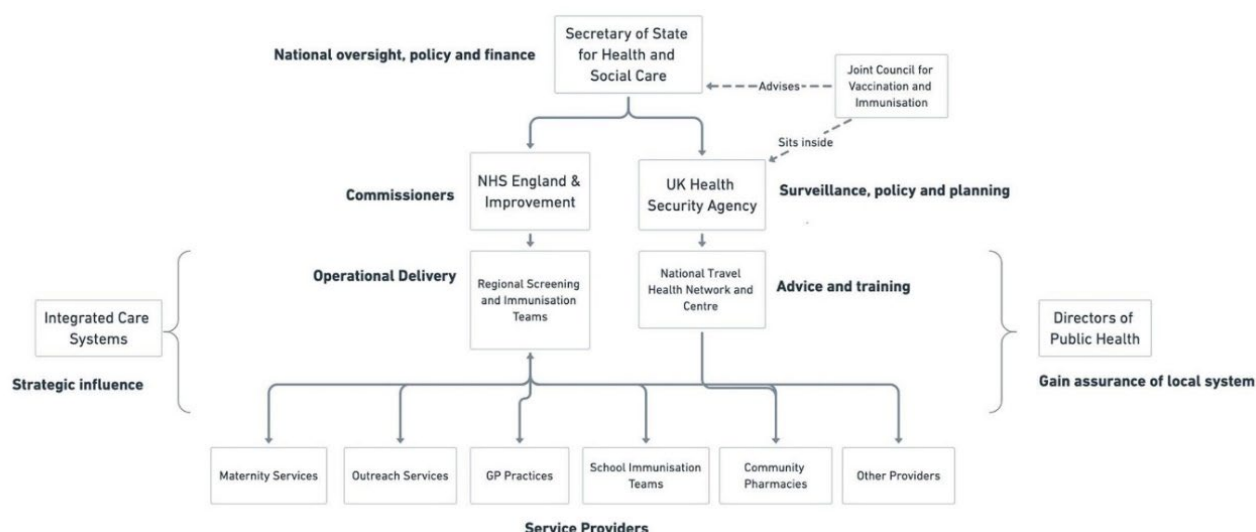 Secretary of State
for Health and
Social Care
National oversight, policy and finance
Joint Council for
Vaccination and
Immunisation
Advises
Sits inside
NHS England &
Improvement
Commissioners
UK Health
Security Agency
Surveillance, policy and planning
Operational Delivery
Regional Screening
and Immunisation
Teams
National Travel
Health Network and
Centre
Advice and training
Integrated Care
Systems
Strategic influence
Directors of
Public Health
Gain assurance of local system
Maternity Services
Outreach Services
GP Practices
School Immunisation
Teams
Community
Pharmacies
Other Providers
Service Providers